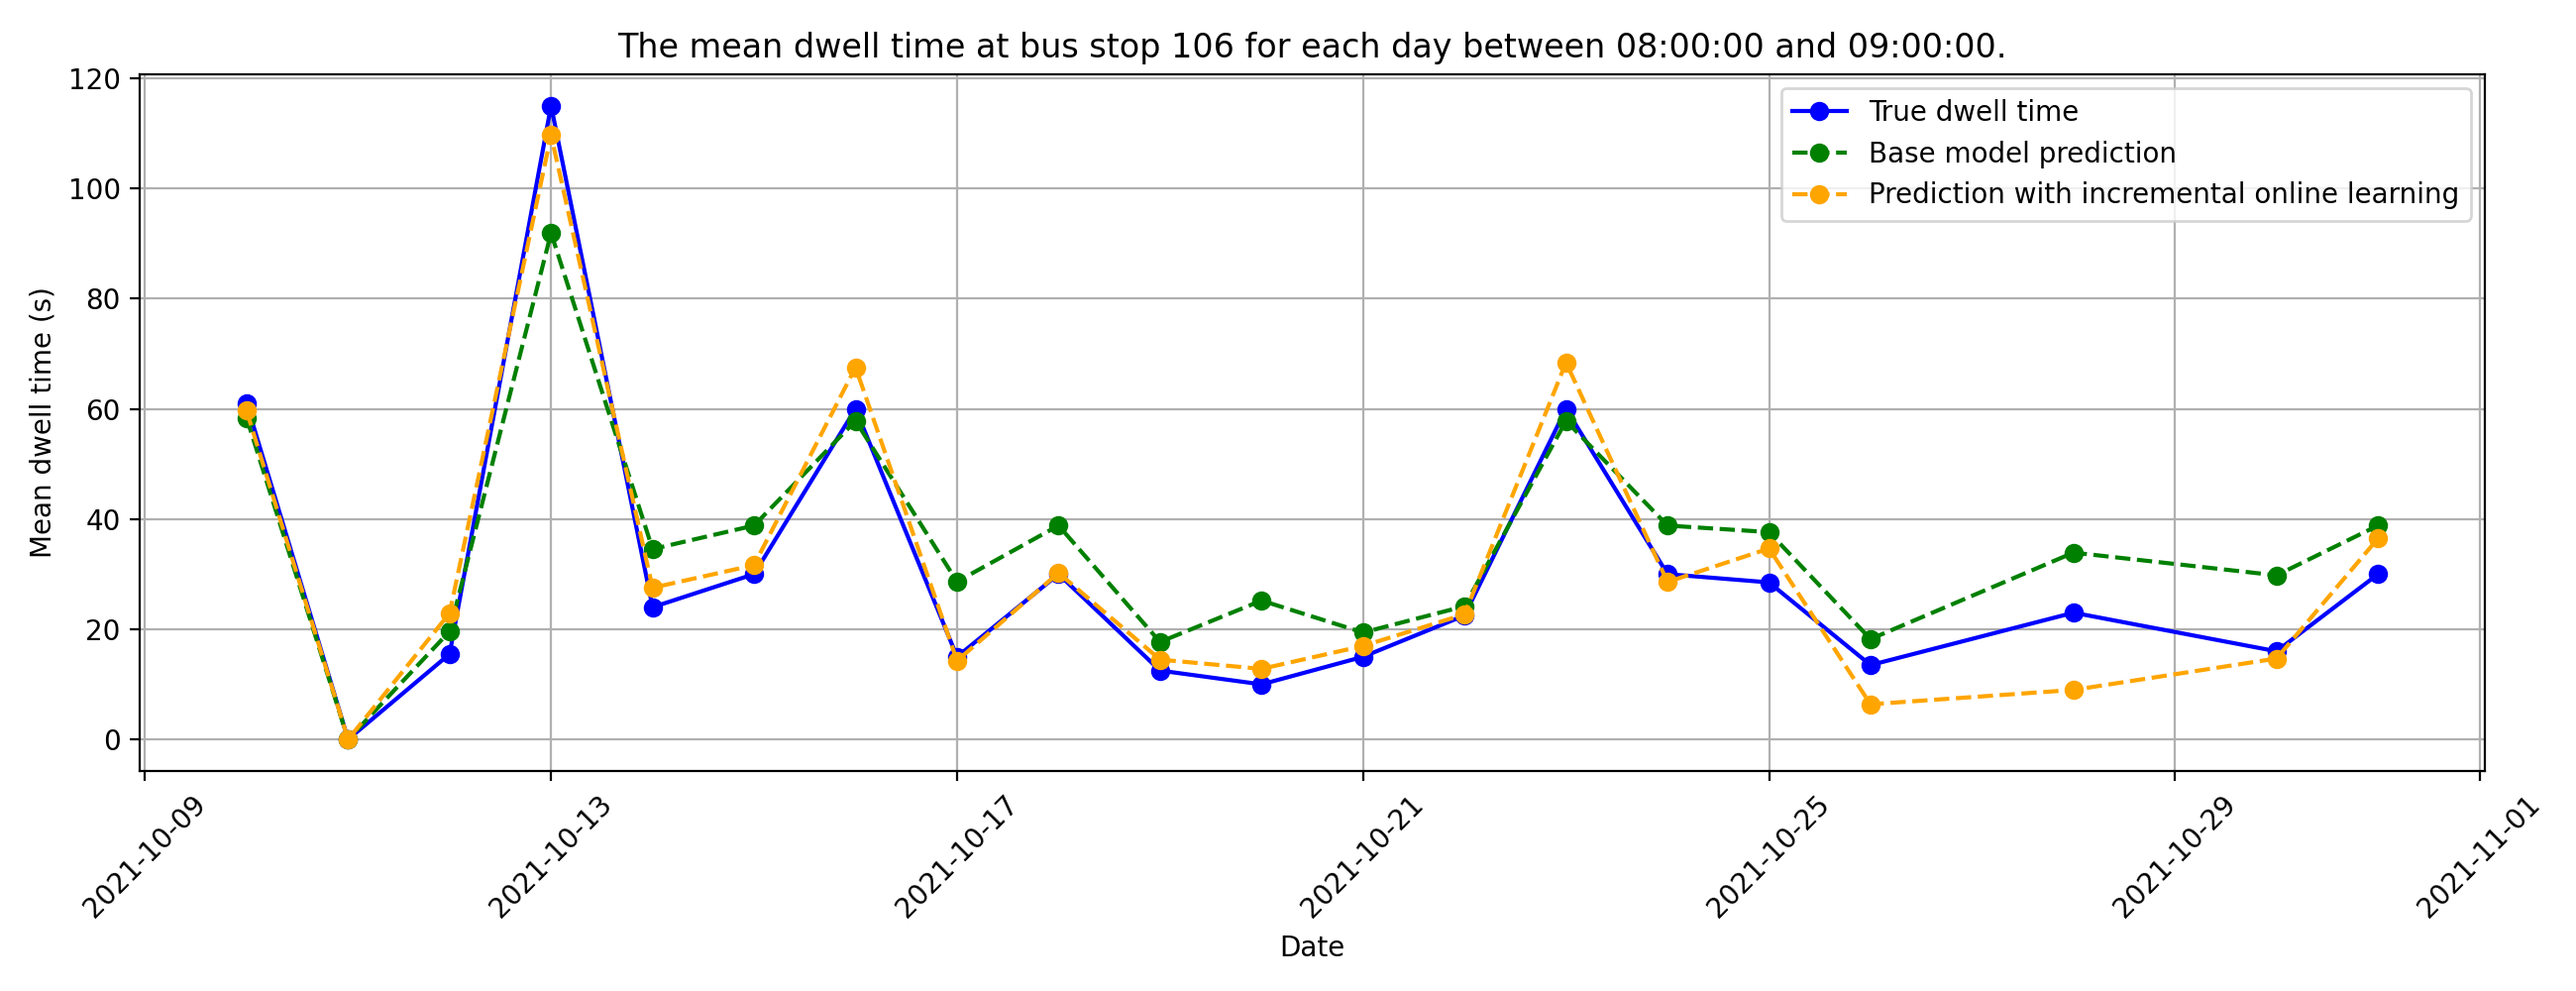 The mean dwell time at bus stop 106 for each day between 08:00:00 and 09:00:00.
True dwell time
Base model prediction
Prediction with incremental online learning
Mean dwell time (s)
120
100
80
60
40
20
0
2021-10-09
2021-10-13
2021-10-17
2021-10-21
2021-10-25
2021-10-29
2021-11-01
Date